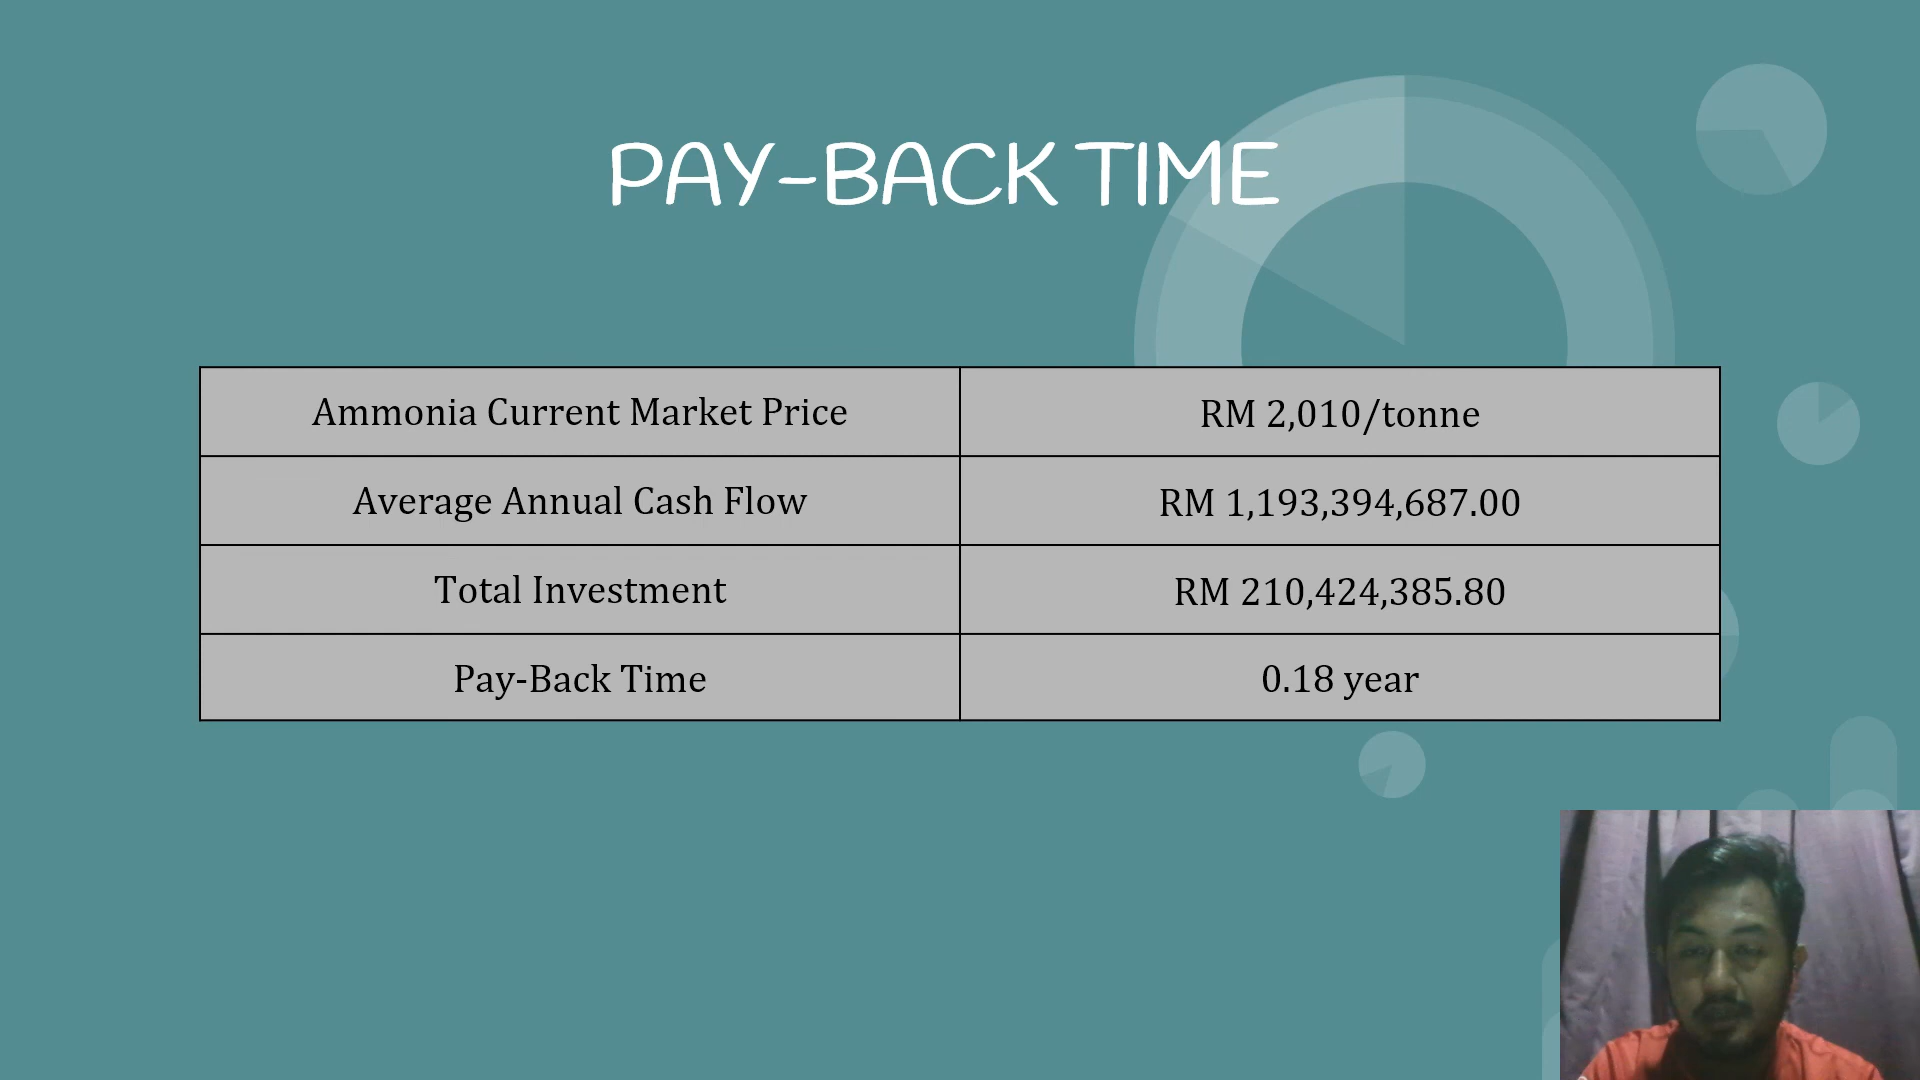 PAY-BACK TIME
Ammonia Current Market Price
RM 2,010/tonne
Average Annual Cash Flow
RM 1,193,394,687.00
Total Investment
RM 210,424,385.80
Pay-Back Time
0.18 year